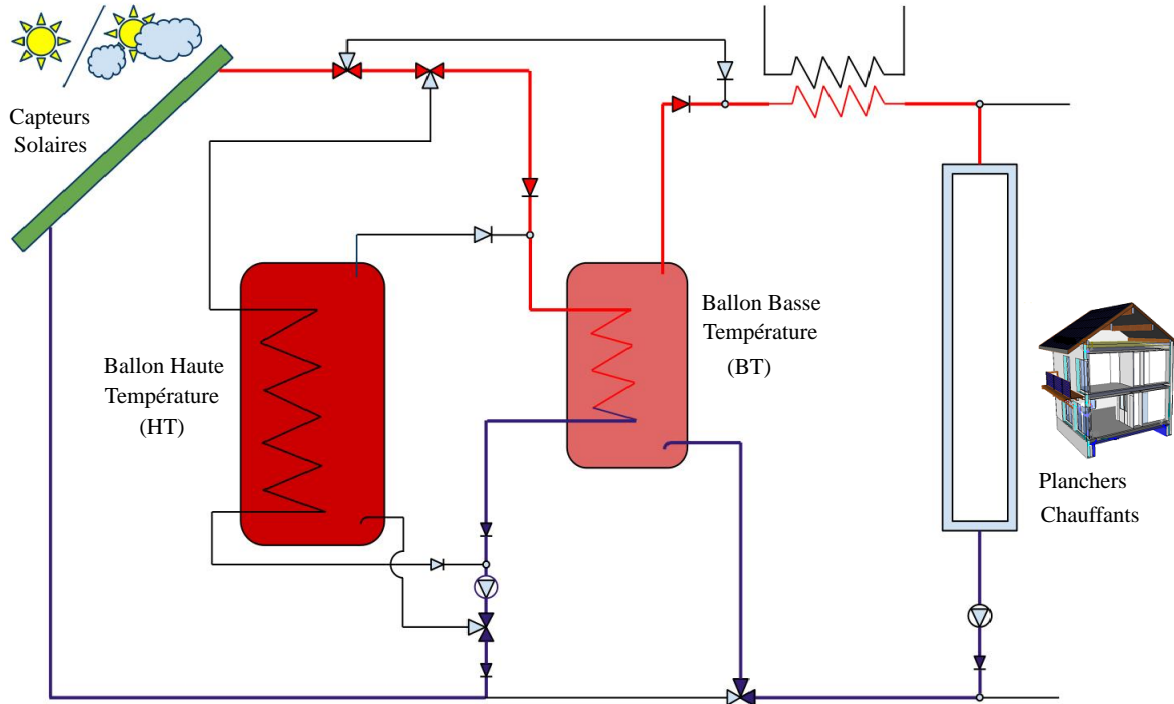 Capteurs
Solaires
Ballon Haute
Température
(HT)
Ballon Basse
Température
(BT)
Planchers
Chauffants